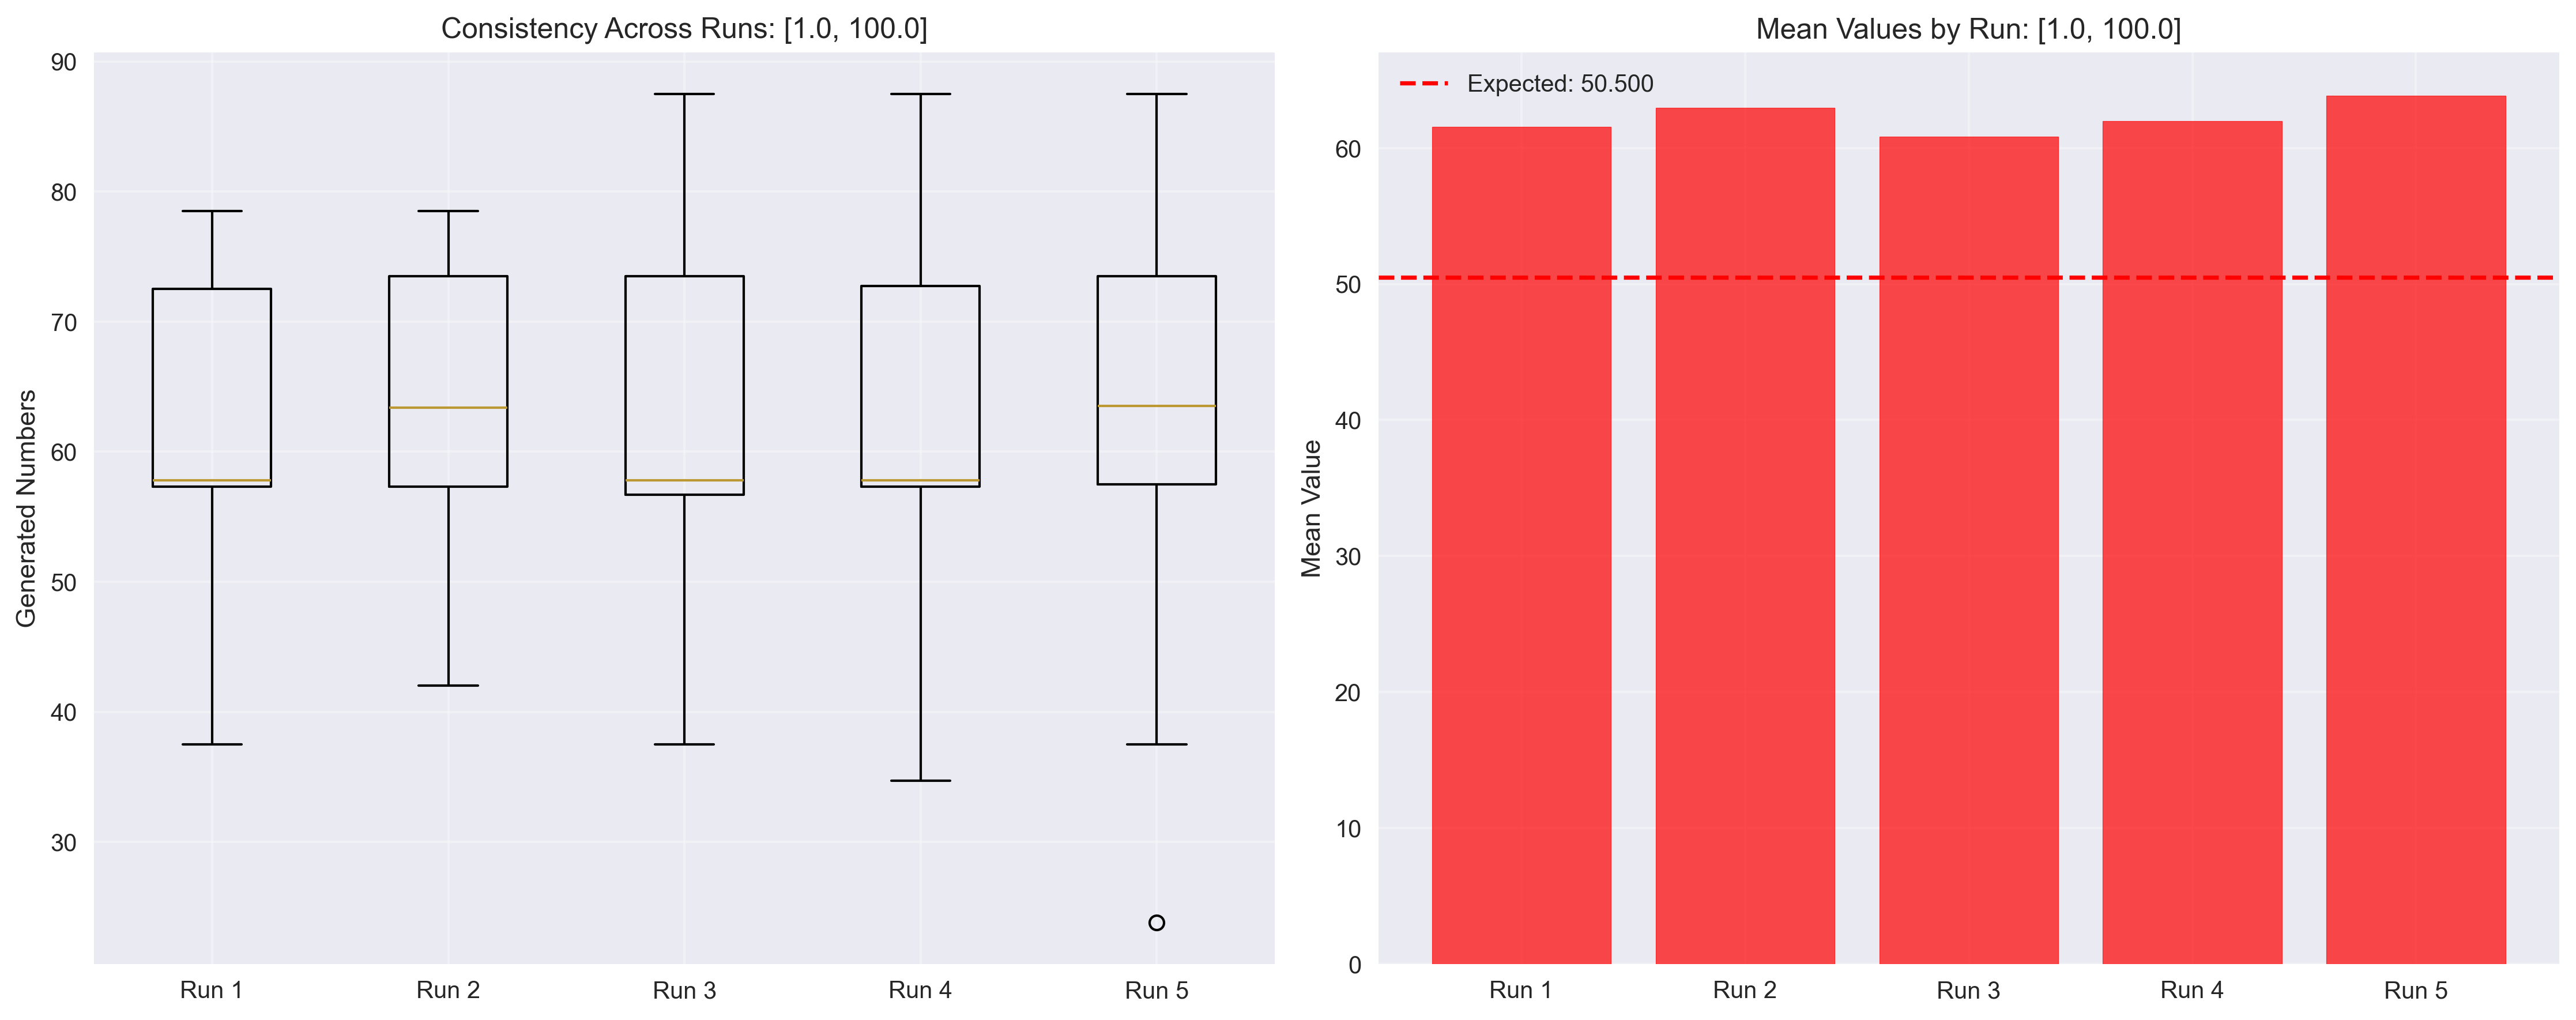 Consistency Across Runs: [1.0, 100.0]
Generated Numbers
90
80
70
60
50
40
30
Run 1
Run 2
Run 3
Run 4
Run 5
Mean Values by Run: [1.0, 100.0]
Expected: 50.500
Mean Value
60
50
40
30
20
10
0
Run 1
Run 2
Run 3
Run 4
Run 5